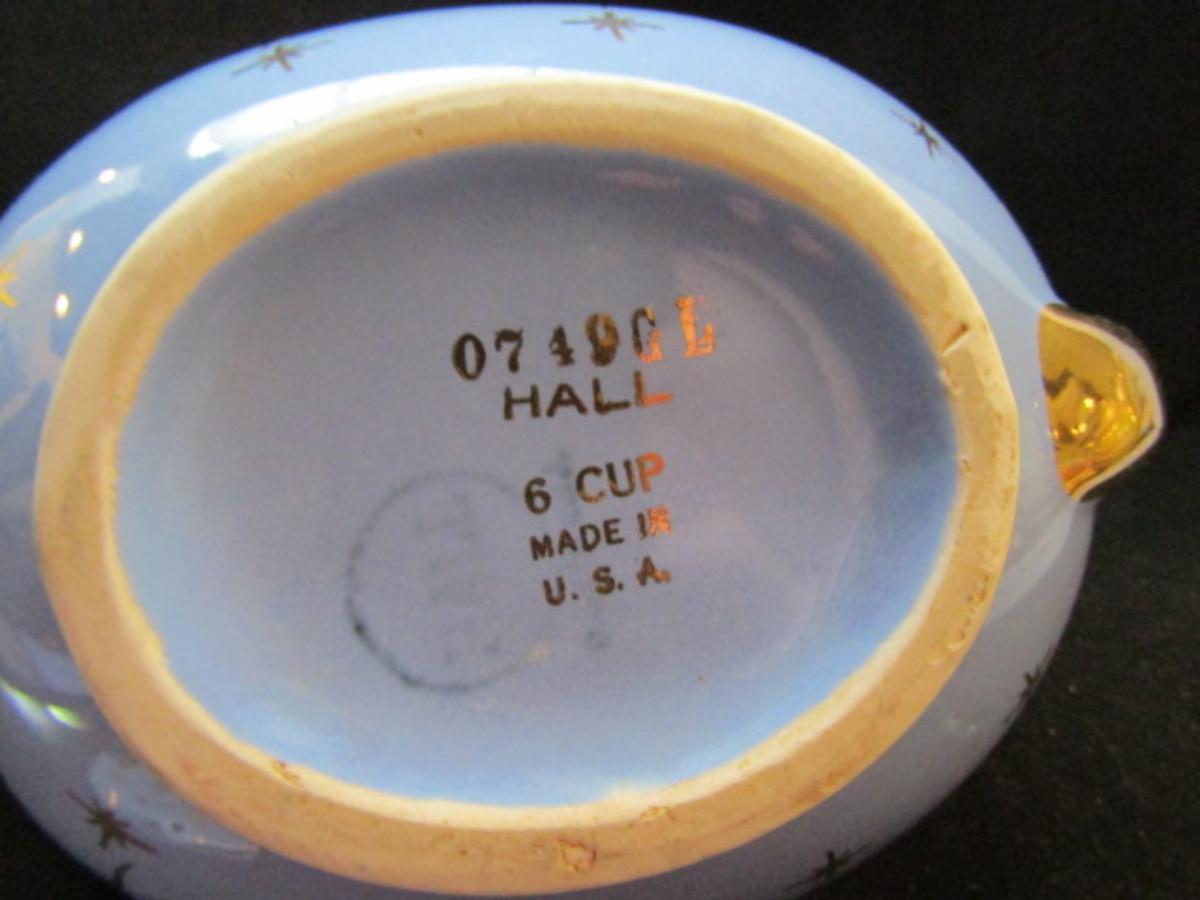 0749GL
HALL
6 CUP
MADE IN
U. S. A.